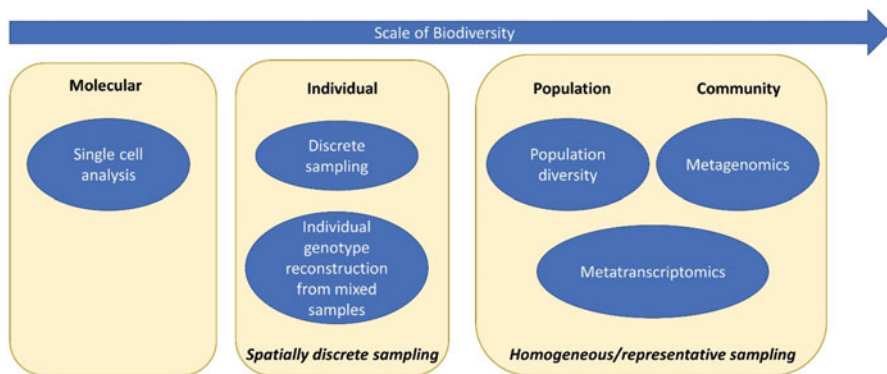 Scale of Biodiversity
Molecular
Single cell
analysis
Individual
Discrete
sampling
Individual
genotype
reconstruction
from mixed
samples
Spatially discrete sampling
Population
Community
Population
diversity
Metagenomics
Metatranscriptomics
Homogeneous/representative sampling